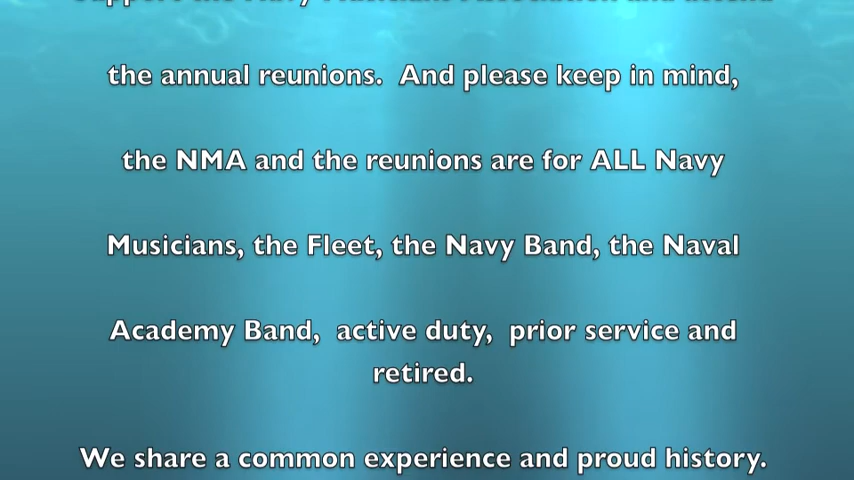 Support the Navy Musicians Association and attend
the annual reunions.  And please keep in mind,
the NMA and the reunions are for ALL Navy
Musicians, the Fleet, the Navy Band, the Naval
Academy Band,  active duty,  prior service and
retired.
We share a common experience and proud history.